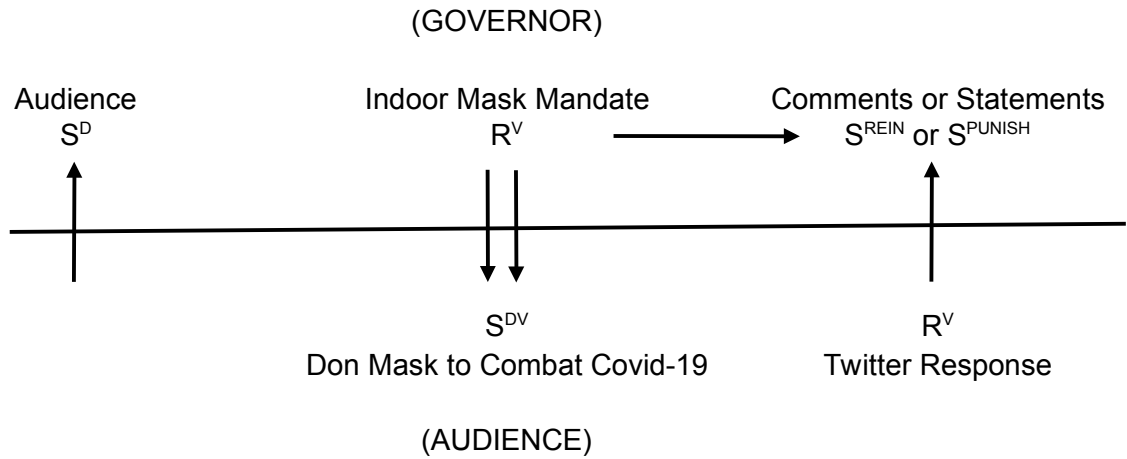 (GOVERNOR)
Audience Indoor Mask Mandate Comments or Statements
S^D R^V S^REIN or S^PUNISH
S^DV R^V
Don Mask to Combat Covid-19 Twitter Response
(AUDIENCE)